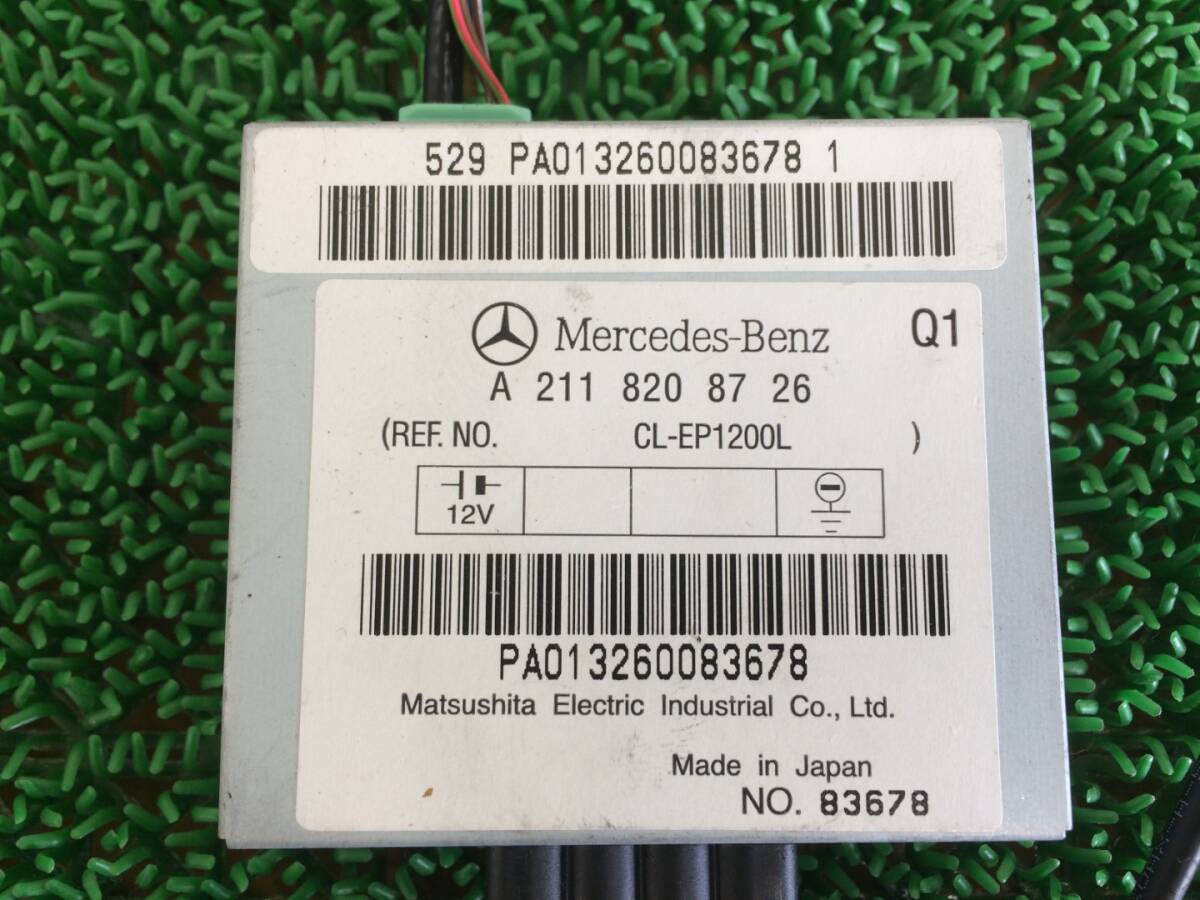 529 PA013260083678 1
Mercedes-Benz Q1
A 211 820 87 26
(REF. NO. CL-EP1200L )
12V
PA013260083678
Matsushita Electric Industrial Co., Ltd.
Made in Japan
NO. 83678